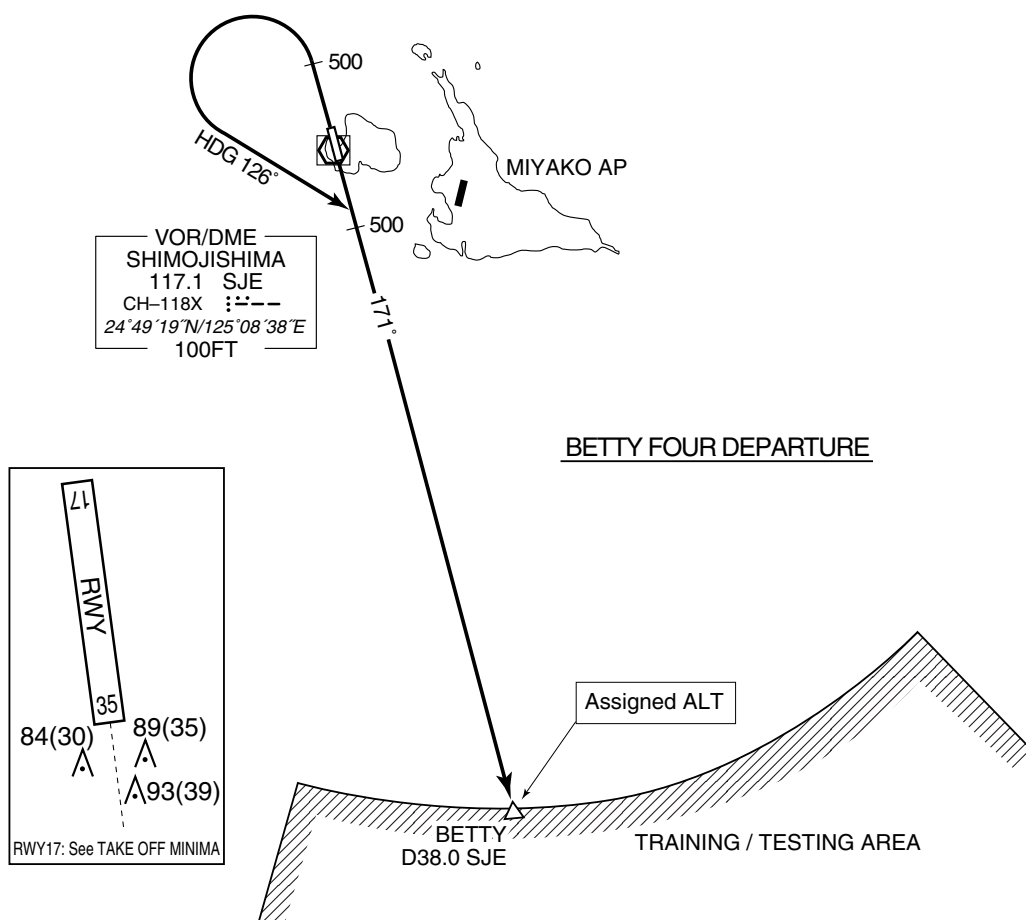 500
HDG 126°
MIYAKO AP
500
VOR/DME
SHIMOJISHIMA
117.1 SJE
CH–118X
24°49´19˝N/125°08´38˝E
100FT
171°
BETTY FOUR DEPARTURE
17
RWY
35
84(30)
89(35)
93(39)
RWY17: See TAKE OFF MINIMA
Assigned ALT
BETTY
D38.0 SJE
TRAINING / TESTING AREA